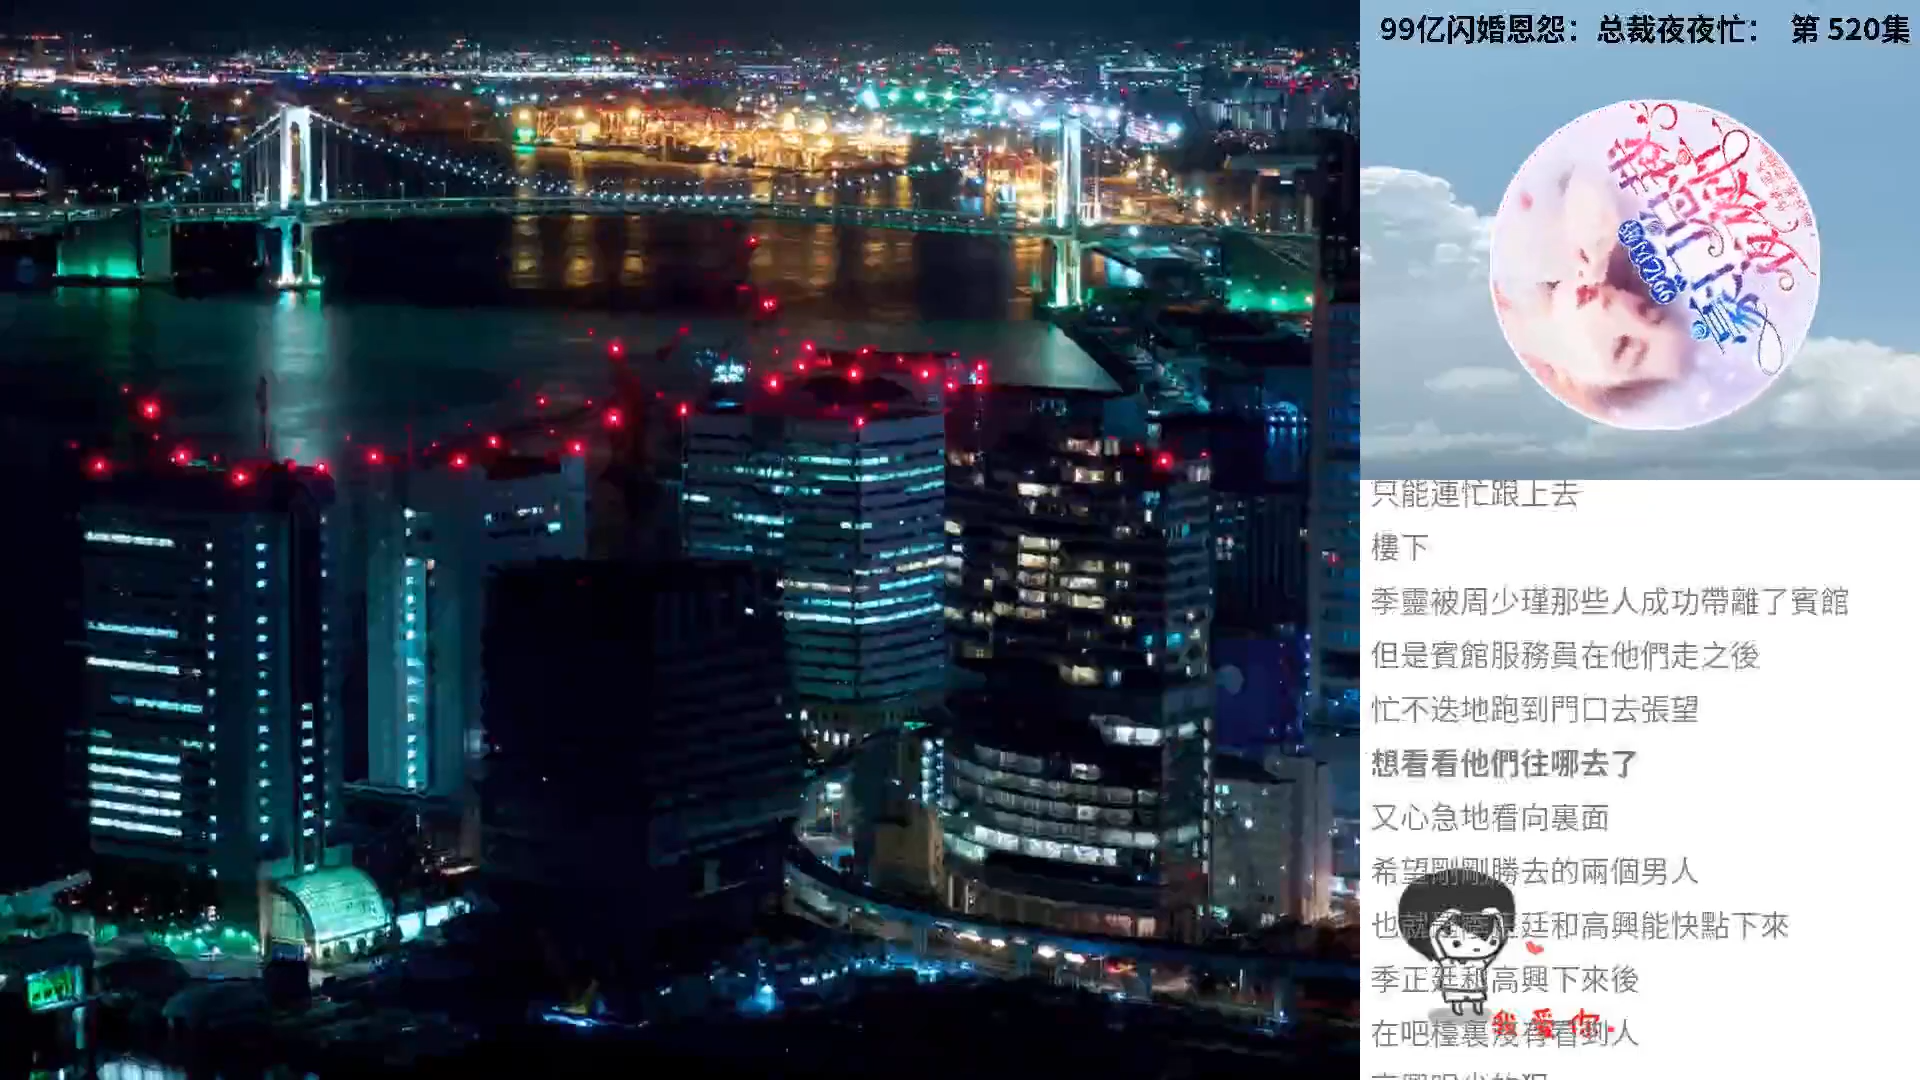 99亿闪婚恩怨：总裁夜夜忙： 第 520集
只能連忙跟上去
樓下
季靈被周少瑾那些人成功帶離了賓館
但是賓館服務員在他們走之後
忙不迭地跑到門口去張望
想看看他們往哪去了
又心急地看向裏面
希望剛剛勝去的兩個男人
也就是季正廷和高興能快點下來
季正廷和高興下來後
在吧檯裏沒有看到人
我爱你.